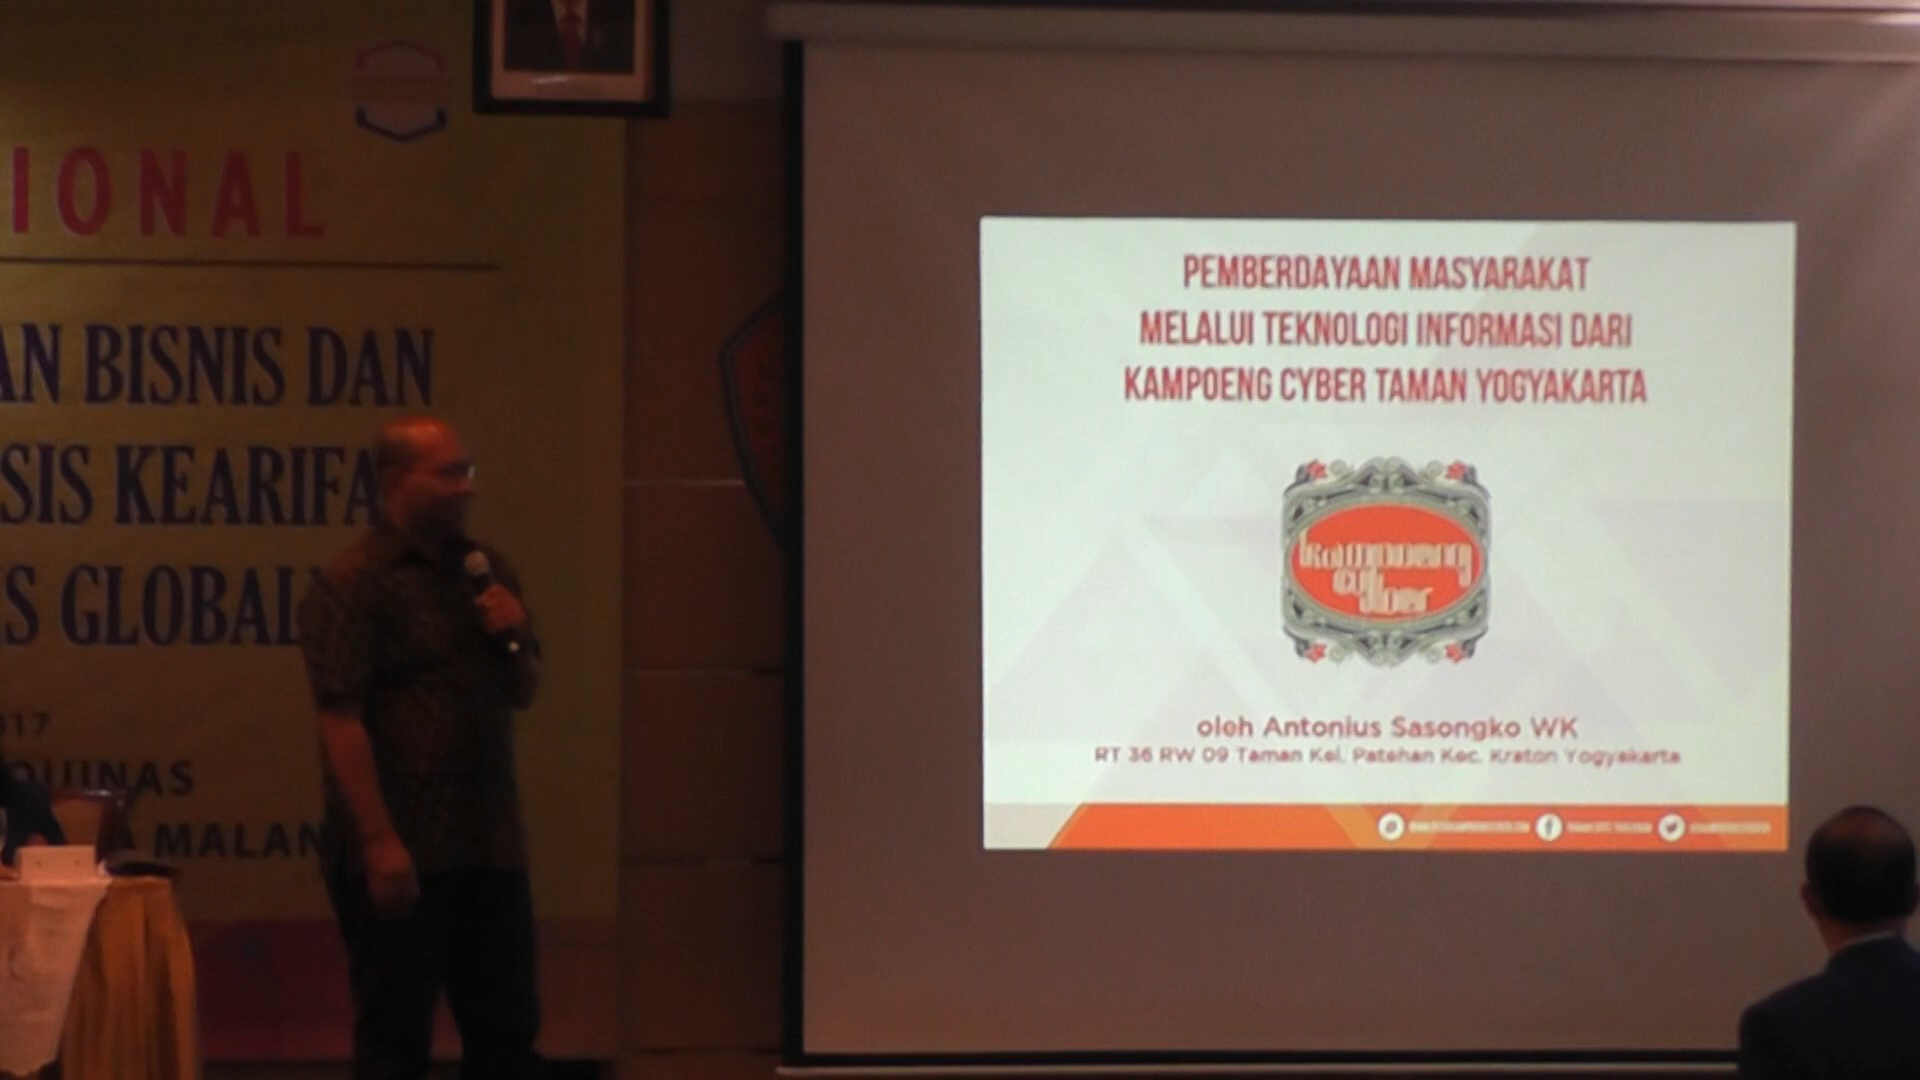 IONAL
AN BISNIS DAN
SIS KEARIFA
S GLOBAL
17
QUINAS
A MALAN
PEMBERDAYAAN MASYARAKAT
MELALUI TEKNOLOGI INFORMASI DARI
KAMPOENG CYBER TAMAN YOGYAKARTA
kampoeng
cyber
oleh Antonius Sasongko WK
RT 36 RW 09 Taman Kel. Patehan Kec. Kraton Yogyakarta